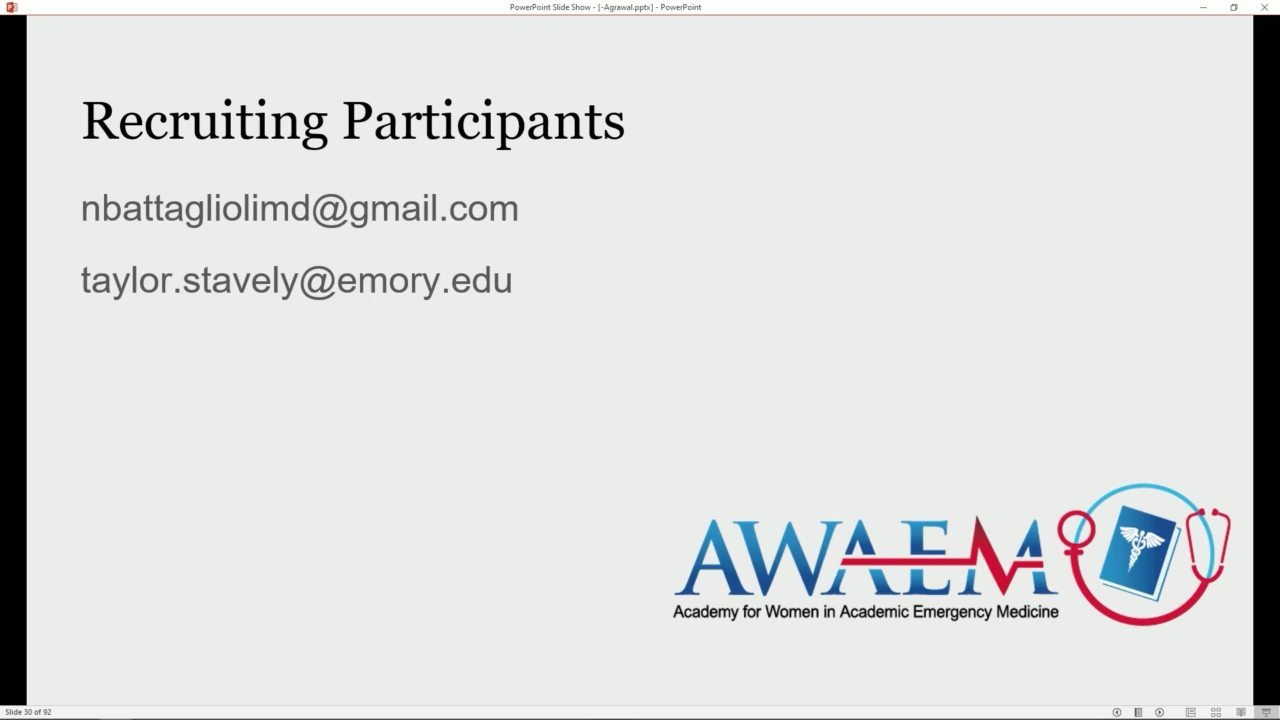 PowerPoint Slide Show - [-Agrawal.pptx] - PowerPoint
Recruiting Participants
nbattagliolimd@gmail.com
taylor.stavely@emory.edu
AWAEM
Academy for Women in Academic Emergency Medicine
Slide 30 of 92